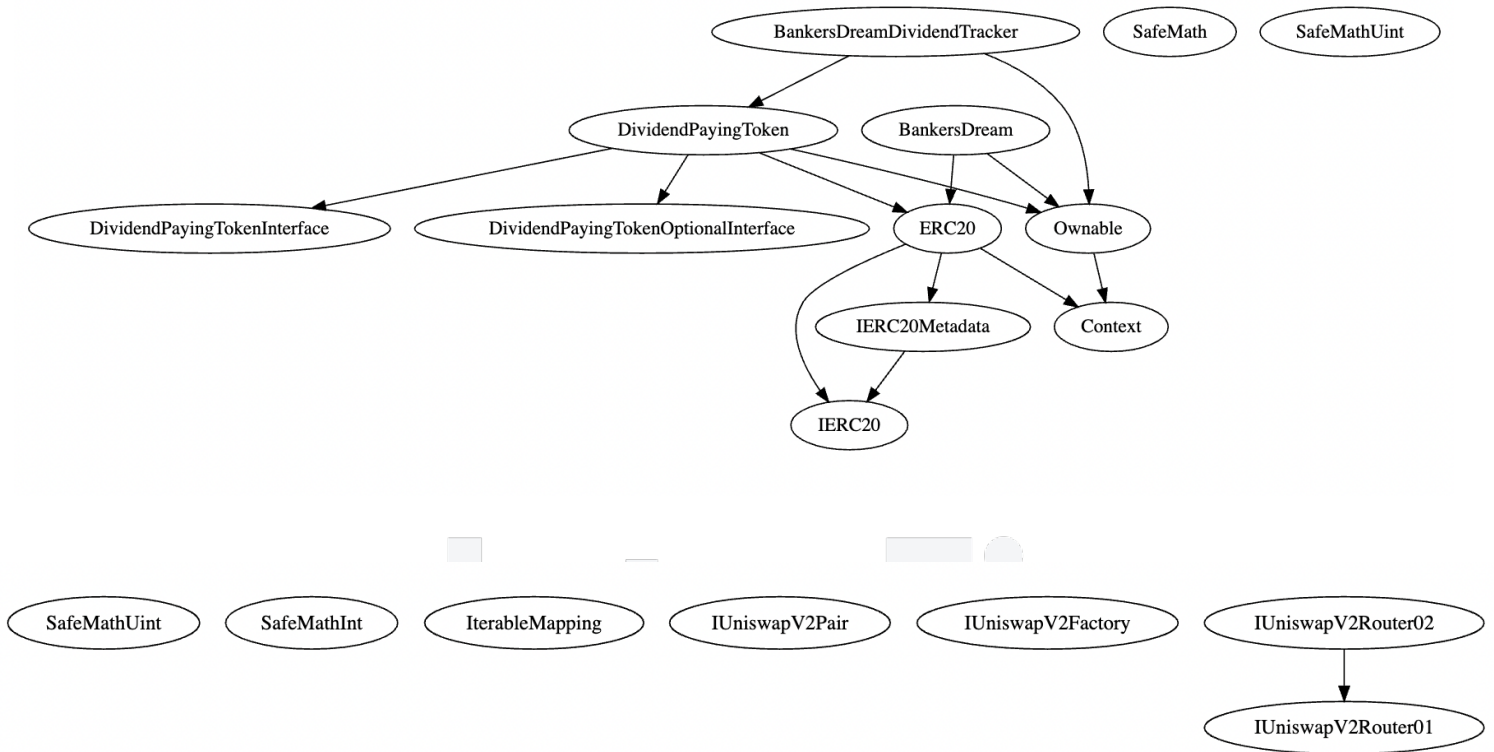 BankersDreamDividendTracker
SafeMath
SafeMathUint
DividendPayingToken
BankersDream
DividendPayingTokenInterface
DividendPayingTokenOptionalInterface
ERC20
Ownable
IERC20Metadata
Context
IERC20
SafeMathUint
SafeMathInt
IterableMapping
IUniswapV2Pair
IUniswapV2Factory
IUniswapV2Router02
IUniswapV2Router01